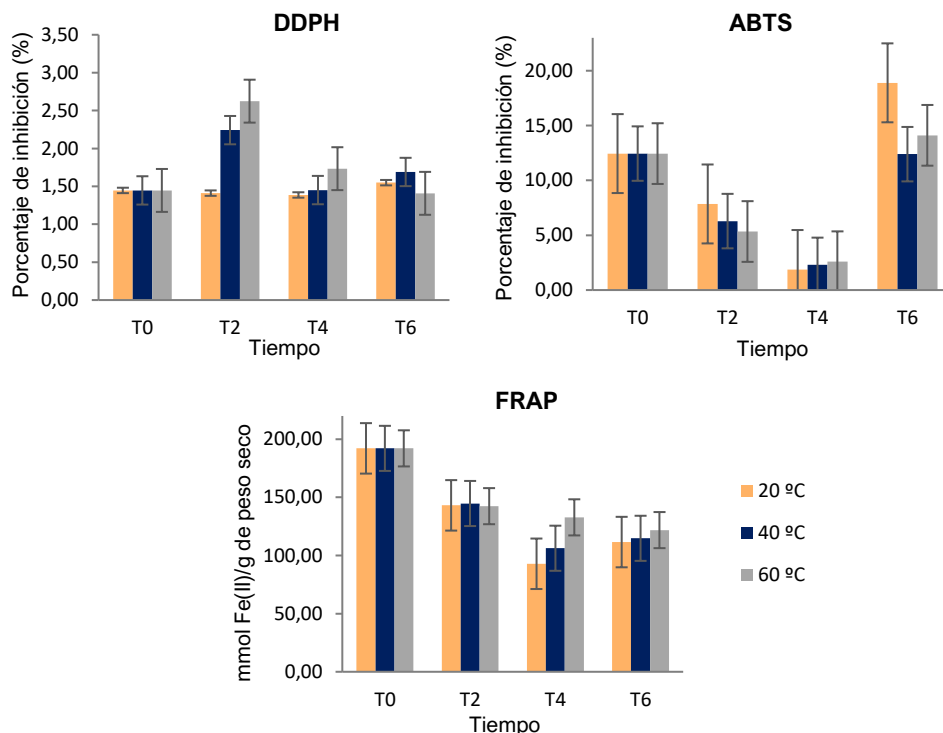 DDPH
Porcentaje de inhibición (%)
3,50
3,00
2,50
2,00
1,50
1,00
0,50
0,00
T0 T2 T4 T6
Tiempo
ABTS
Porcentaje de inhibición (%)
20,00
15,00
10,00
5,00
0,00
T0 T2 T4 T6
Tiempo
FRAP
mmol Fe(II)/g de peso seco
200,00
150,00
100,00
50,00
0,00
T0 T2 T4 T6
Tiempo
20 ºC
40 ºC
60 ºC